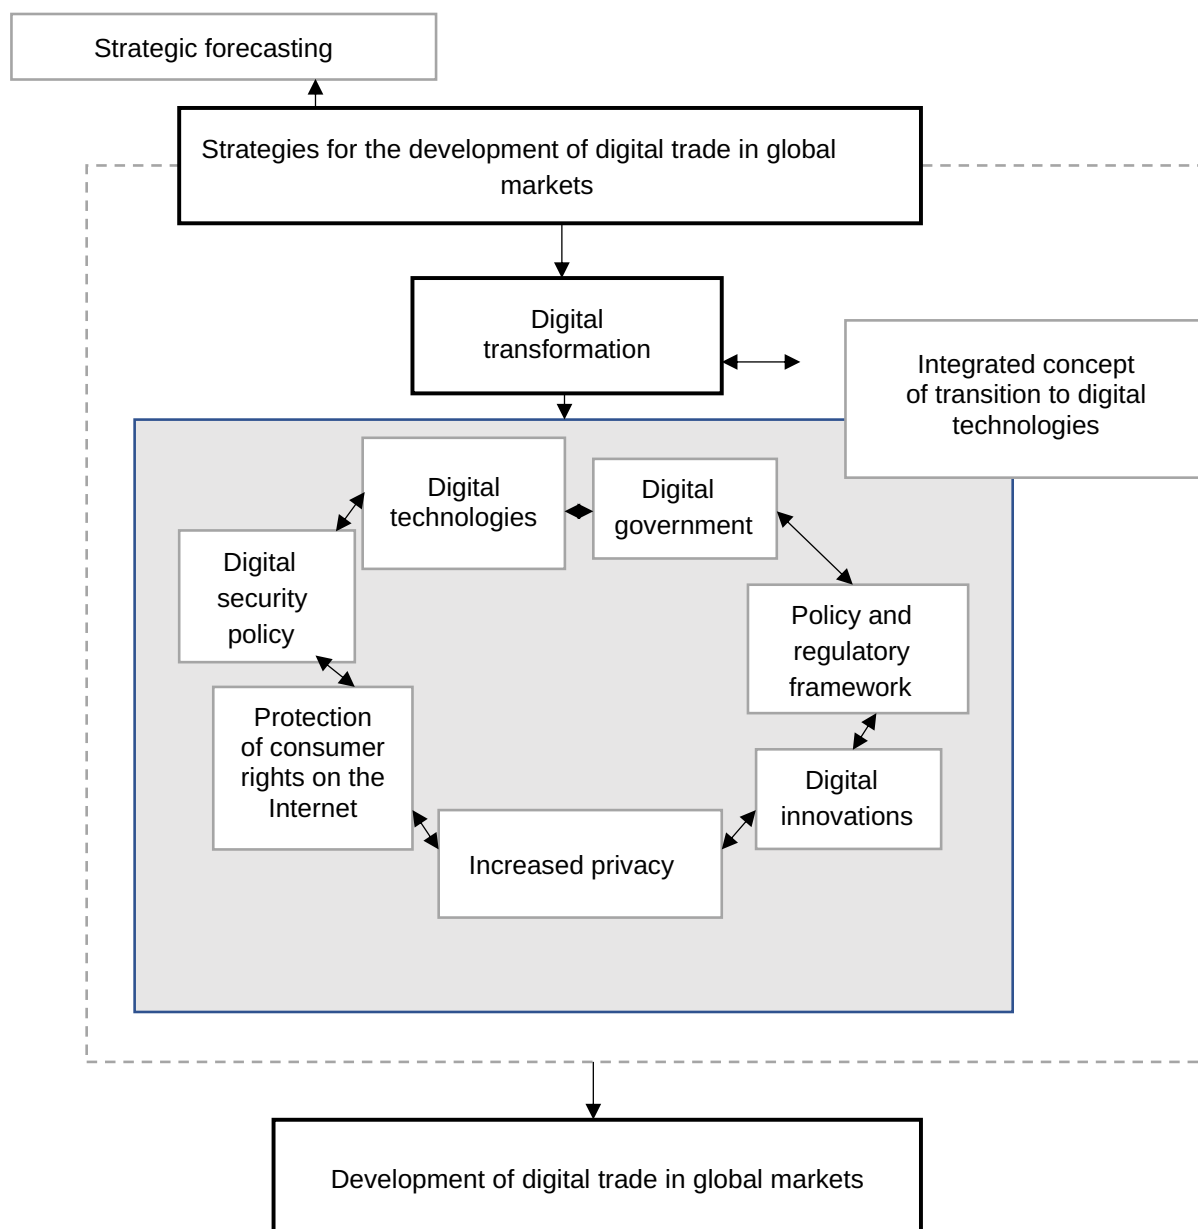 Strategic forecasting
Strategies for the development of digital trade in global
markets
Digital
transformation
Integrated concept
of transition to digital
technologies
Digital
technologies
Digital
government
Digital
security
policy
Policy and
regulatory
framework
Protection
of consumer
rights on the
Internet
Digital
innovations
Increased privacy
Development of digital trade in global markets